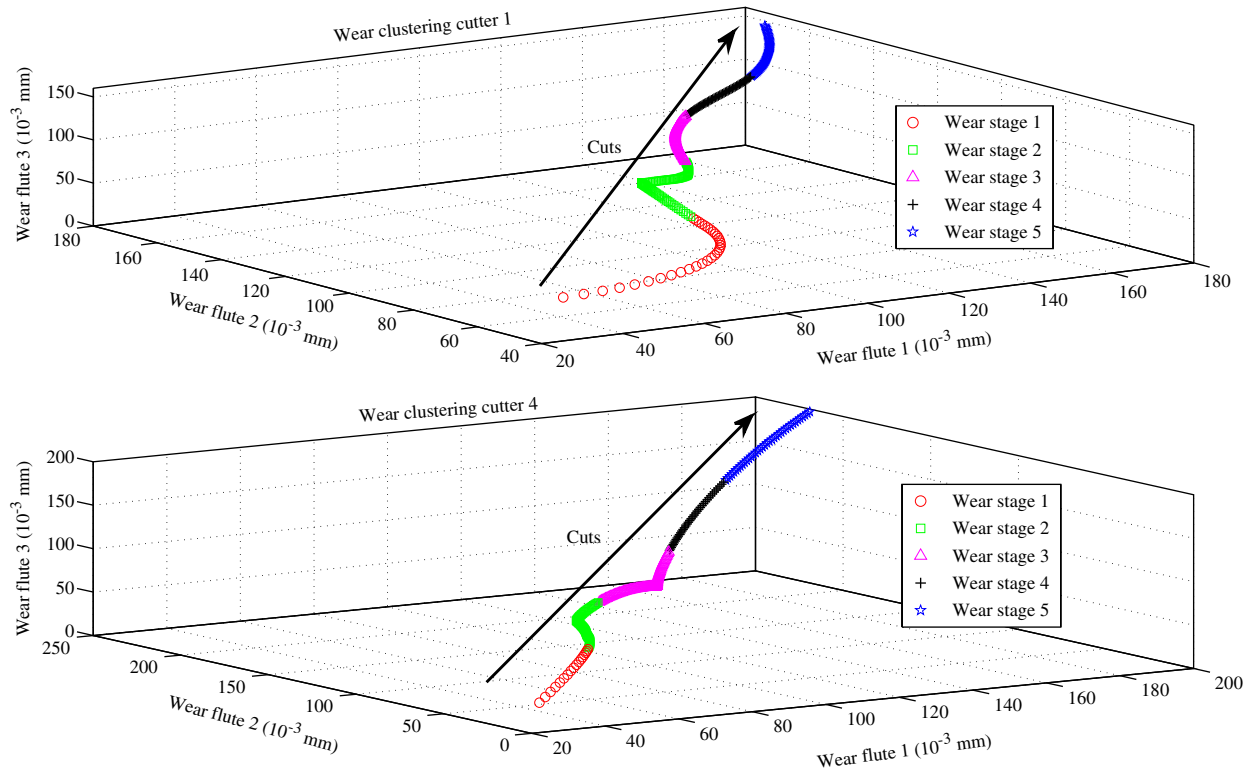 Wear clustering cutter 1
Wear flute 3 (10-3 mm)
150
100
50
0
180
160
140
120
100
80
60
40
Wear flute 2 (10-3 mm)
20
40
60
80
100
120
140
160
180
Wear flute 1 (10-3 mm)
Cuts
Wear stage 1
Wear stage 2
Wear stage 3
Wear stage 4
Wear stage 5
Wear clustering cutter 4
Wear flute 3 (10-3 mm)
200
150
100
50
0
250
200
150
100
50
0
Wear flute 2 (10-3 mm)
20
40
60
80
100
120
140
160
180
200
Wear flute 1 (10-3 mm)
Cuts
Wear stage 1
Wear stage 2
Wear stage 3
Wear stage 4
Wear stage 5